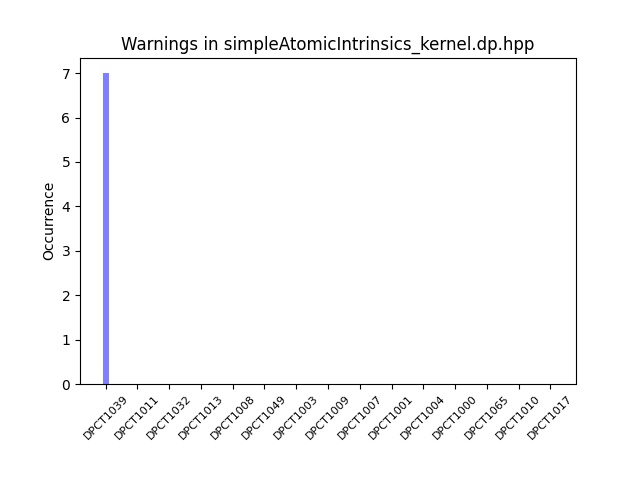 Warnings in simpleAtomicIntrinsics_kernel.dp.hpp
Occurrence
7
6
5
4
3
2
1
0
DPCT1039
DPCT1011
DPCT1032
DPCT1013
DPCT1008
DPCT1049
DPCT1003
DPCT1009
DPCT1007
DPCT1001
DPCT1004
DPCT1000
DPCT1065
DPCT1010
DPCT1017